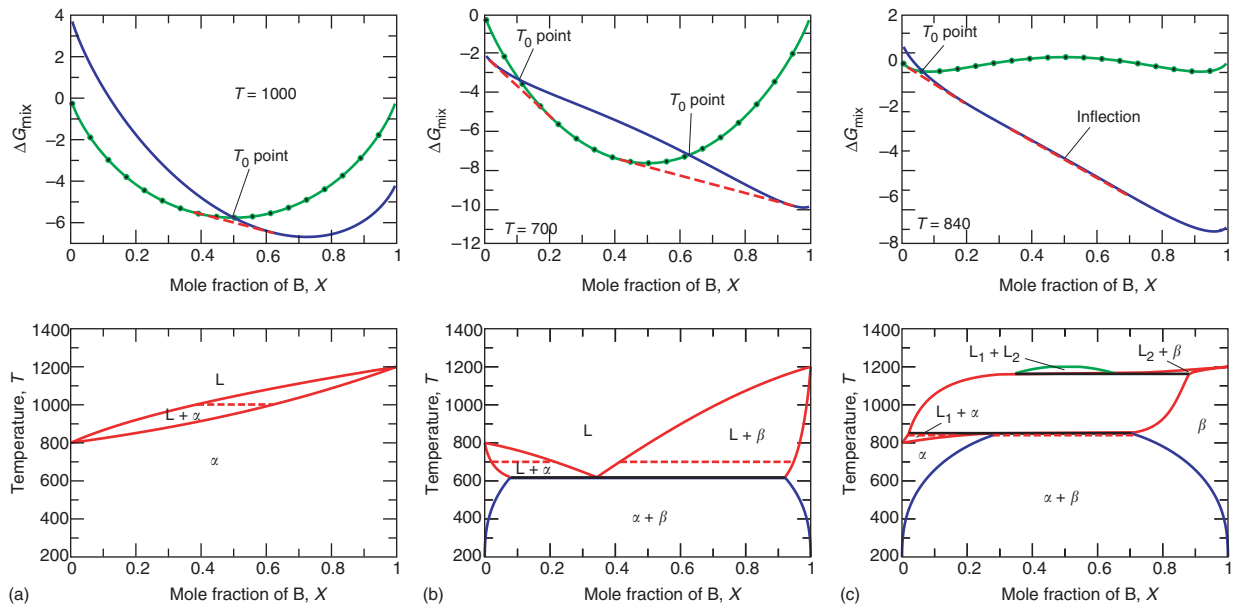 4
2
0
−2
−4
−6
ΔG_mix
T = 1000
T₀ point
0
0.2
0.4
0.6
0.8
1
Mole fraction of B, X
0
−2
−4
−6
−8
−10
−12
ΔG_mix
T₀ point
T₀ point
T = 700
0
0.2
0.4
0.6
0.8
1
Mole fraction of B, X
2
0
−2
−4
−6
−8
ΔG_mix
T₀ point
Inflection
T = 840
0
0.2
0.4
0.6
0.8
1
Mole fraction of B, X
1400
1200
1000
800
600
400
200
Temperature, T
L
L + α
α
0
0.2
0.4
0.6
0.8
1
Mole fraction of B, X
(a)
1400
1200
1000
800
600
400
200
Temperature, T
L
L + β
L + α
α + β
0
0.2
0.4
0.6
0.8
1
Mole fraction of B, X
(b)
1400
1200
1000
800
600
400
200
Temperature, T
L₁ + L₂
L₂ + β
L₁ + α
β
α
α + β
0
0.2
0.4
0.6
0.8
1
Mole fraction of B, X
(c)